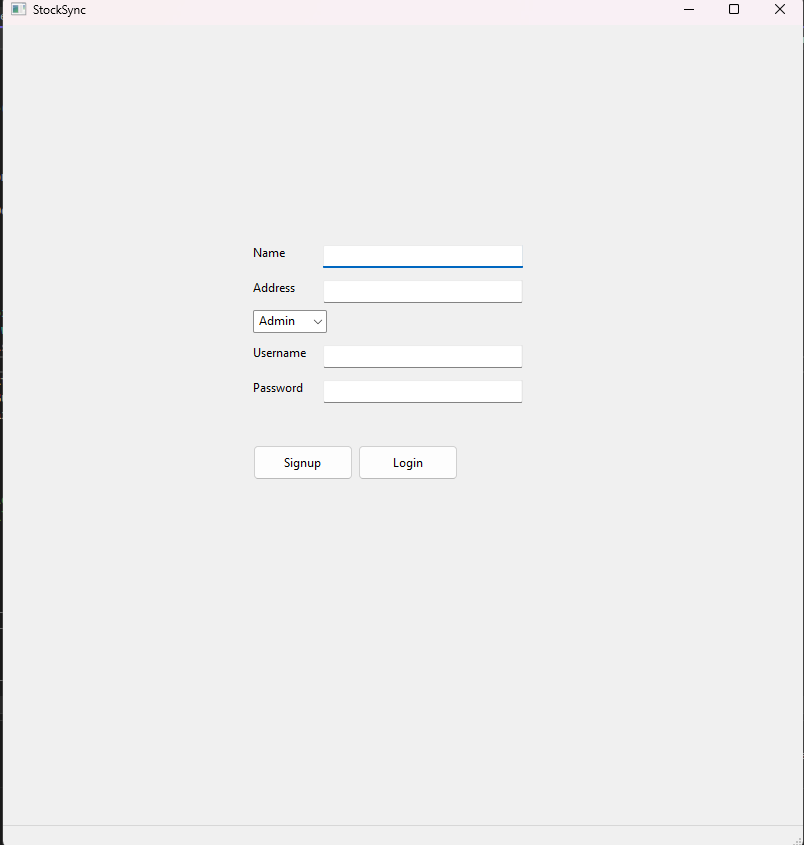 StockSync
Name
Address
Admin
Username
Password
Signup Login